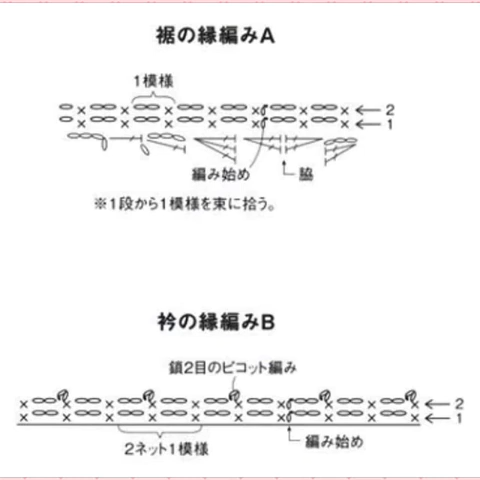 裾の縁編みA
1模様
2
1
編み始め
脇
※1段から1模様を束に拾う。
衿の縁編みB
鎖2目のピコット編み
2
1
2ネット1模様
編み始め